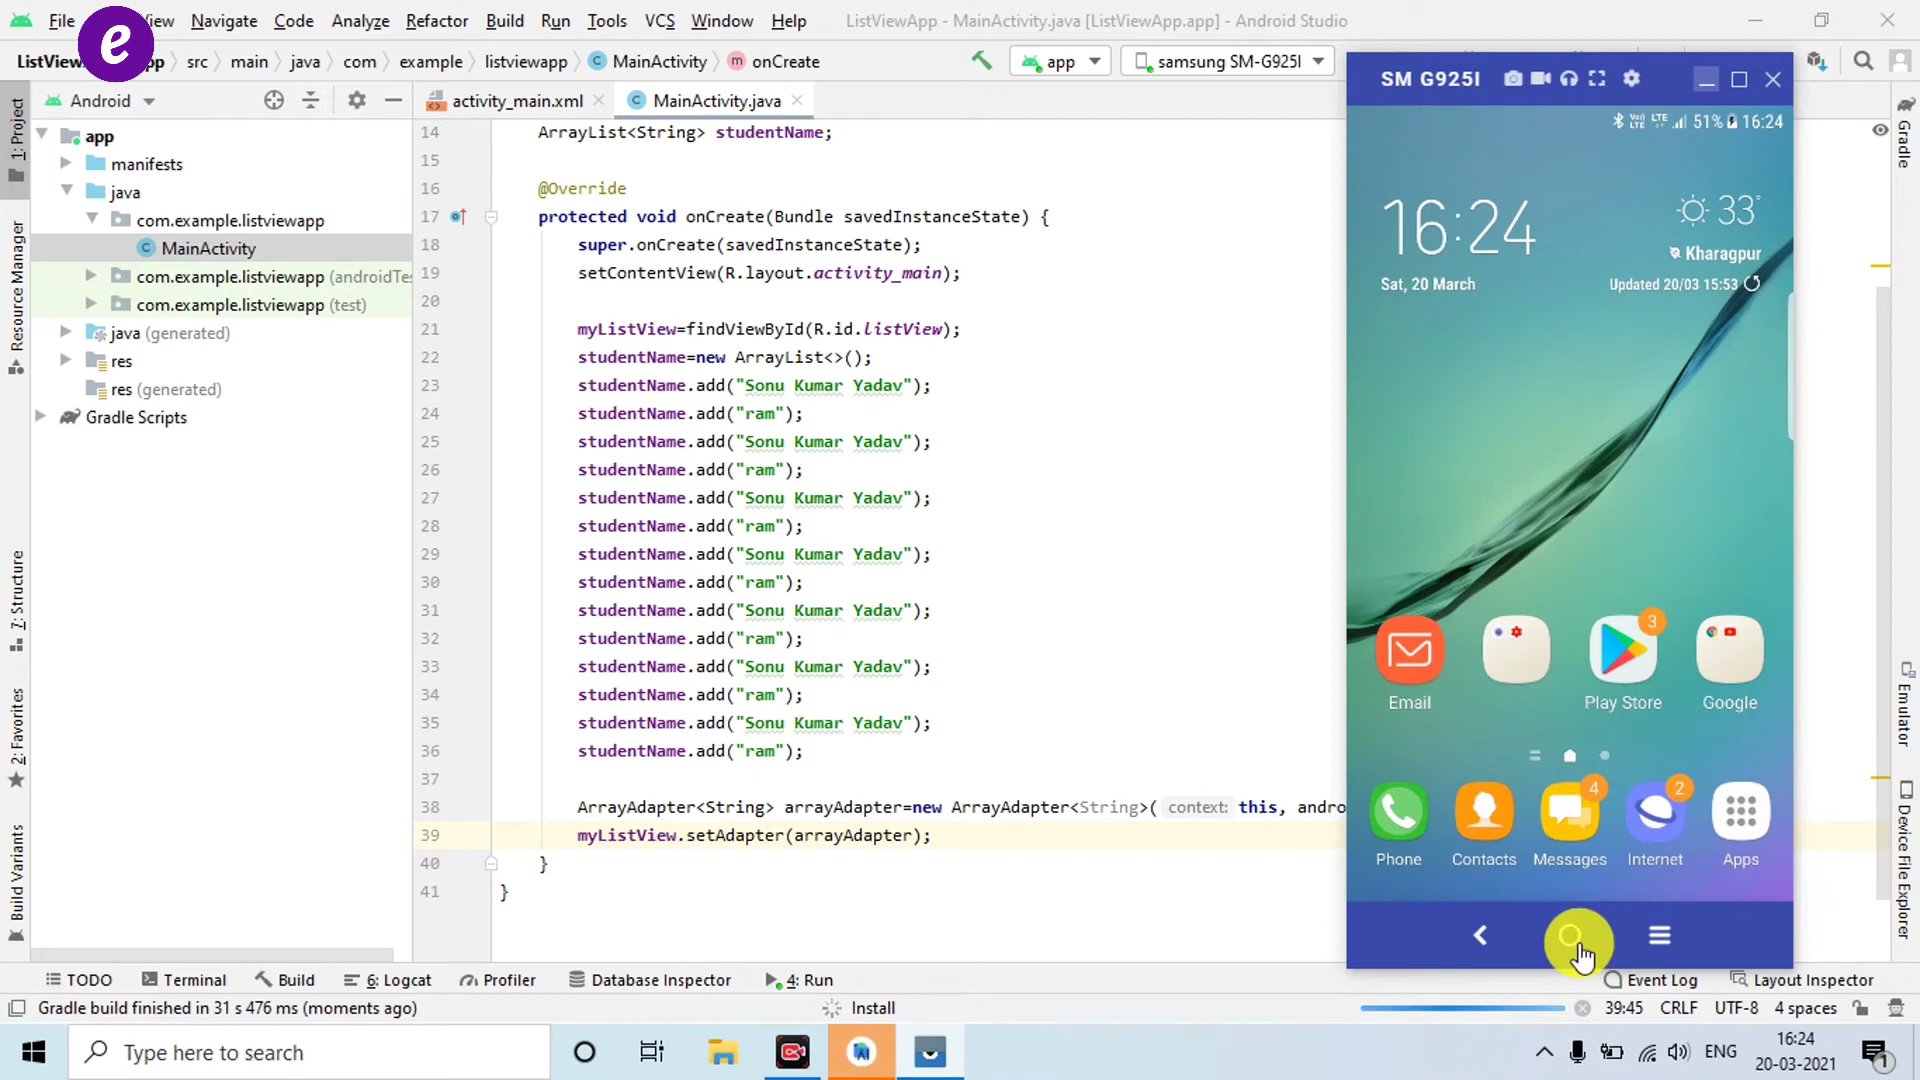 File View Navigate Code Analyze Refactor Build Run Tools VCS Window Help ListViewApp - MainActivity.java [ListViewApp.app] - Android Studio
e
src main java com example listviewapp MainActivity onCreate app samsung SM-G925I
Android
activity_main.xml
MainActivity.java
1: Project
Resource Manager
7: Structure
2: Favorites
Build Variants
app
manifests
java
com.example.listviewapp
MainActivity
com.example.listviewapp (androidTes
com.example.listviewapp (test)
java (generated)
res
res (generated)
Gradle Scripts
14 ArrayList<String> studentName;
15
16 @Override
17 protected void onCreate(Bundle savedInstanceState) {
18 super.onCreate(savedInstanceState);
19 setContentView(R.layout.activity_main);
20
21 myListView=findViewById(R.id.listView);
22 studentName=new ArrayList<>();
23 studentName.add("Sonu Kumar Yadav");
24 studentName.add("ram");
25 studentName.add("Sonu Kumar Yadav");
26 studentName.add("ram");
27 studentName.add("Sonu Kumar Yadav");
28 studentName.add("ram");
29 studentName.add("Sonu Kumar Yadav");
30 studentName.add("ram");
31 studentName.add("Sonu Kumar Yadav");
32 studentName.add("ram");
33 studentName.add("Sonu Kumar Yadav");
34 studentName.add("ram");
35 studentName.add("Sonu Kumar Yadav");
36 studentName.add("ram");
37
38 ArrayAdapter<String> arrayAdapter=new ArrayAdapter<String>( context: this, andro
39 myListView.setAdapter(arrayAdapter);
40 }
41 }
SM G925I
LTE 51% 16:24
16:24
33°
Kharagpur
Sat, 20 March
Updated 20/03 15:53
3
Email
Play Store
Google
4
2
Phone
Contacts
Messages
Internet
Apps
Gradle
Emulator
Device File Explorer
TODO Terminal Build 6: Logcat Profiler Database Inspector 4: Run Event Log Layout Inspector
Gradle build finished in 31 s 476 ms (moments ago) Install 39:45 CRLF UTF-8 4 spaces
Type here to search
ENG
16:24
20-03-2021
1